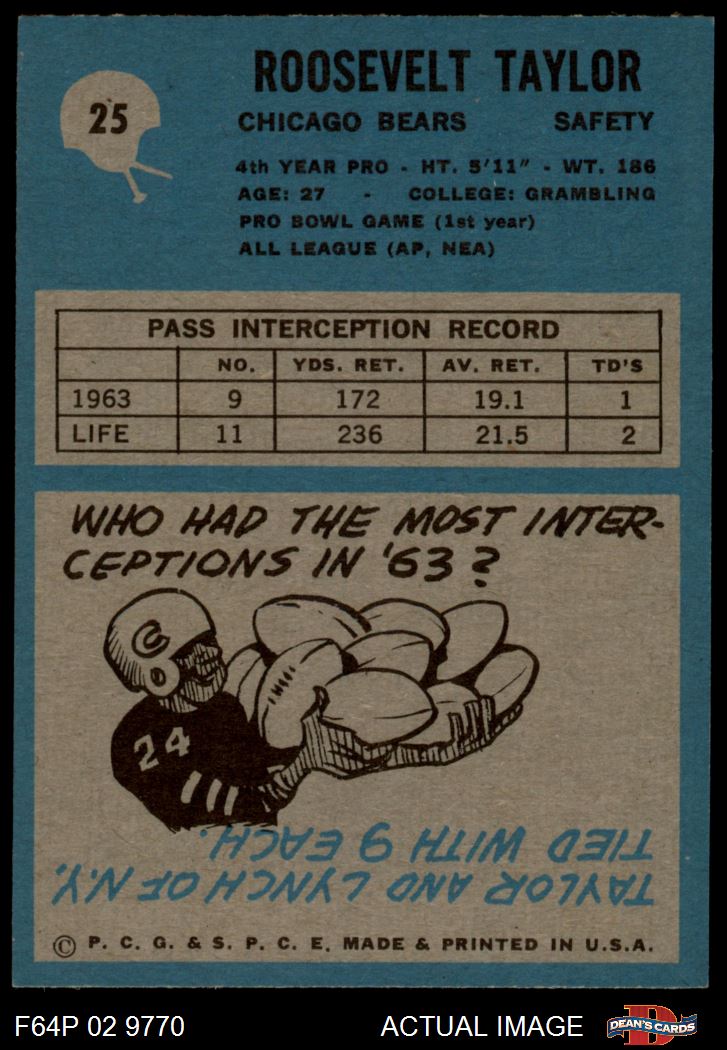 25
ROOSEVELT TAYLOR
CHICAGO BEARS SAFETY
4th YEAR PRO - HT. 5'11" - WT. 186
AGE: 27 - COLLEGE: GRAMBLING
PRO BOWL GAME (1st year)
ALL LEAGUE (AP, NEA)
PASS INTERCEPTION RECORD
NO. YDS. RET. AV. RET. TD'S
1963 9 172 19.1 1
LIFE 11 236 21.5 2
WHO HAD THE MOST INTER-
CEPTIONS IN '63?
C
24
TAYLOR AND LYNCH OF N.Y.
TIED WITH 9 EACH.
© P. C. G. & S. P. C. E. MADE & PRINTED IN U.S.A.
F64P 02 9770 ACTUAL IMAGE D DEAN'S CARDS